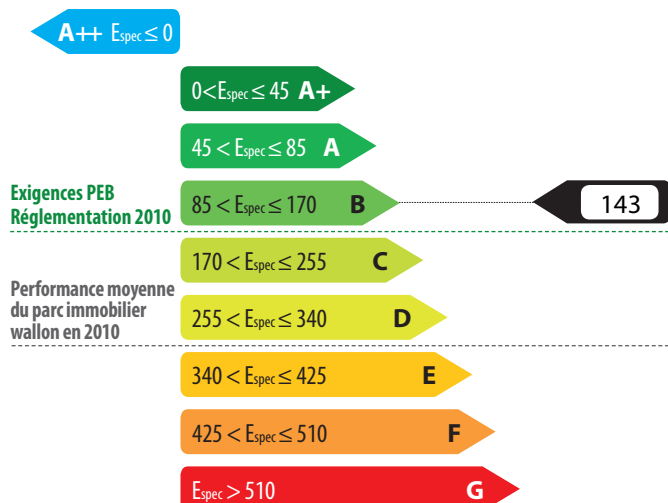 A++ Espec ≤ 0
0<Espec ≤ 45 A+
45 < Espec ≤ 85 A
Exigences PEB
Réglementation 2010
85 < Espec ≤ 170 B
143
170 < Espec ≤ 255 C
Performance moyenne
du parc immobilier
wallon en 2010
255 < Espec ≤ 340 D
340 < Espec ≤ 425 E
425 < Espec ≤ 510 F
Espec > 510 G